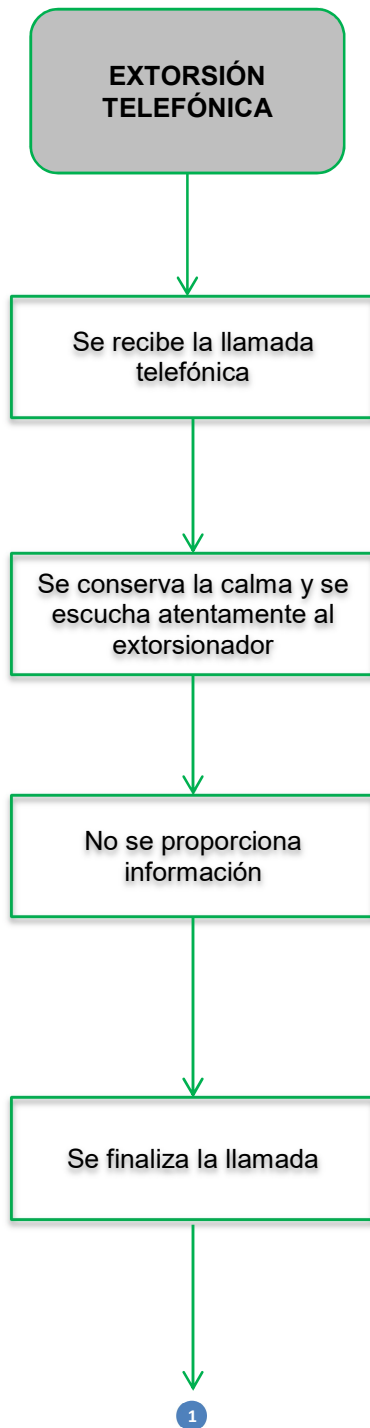 EXTORSIÓN
TELEFÓNICA
Se recibe la llamada
telefónica
Se conserva la calma y se
escucha atentamente al
extorsionador
No se proporciona
información
Se finaliza la llamada
1